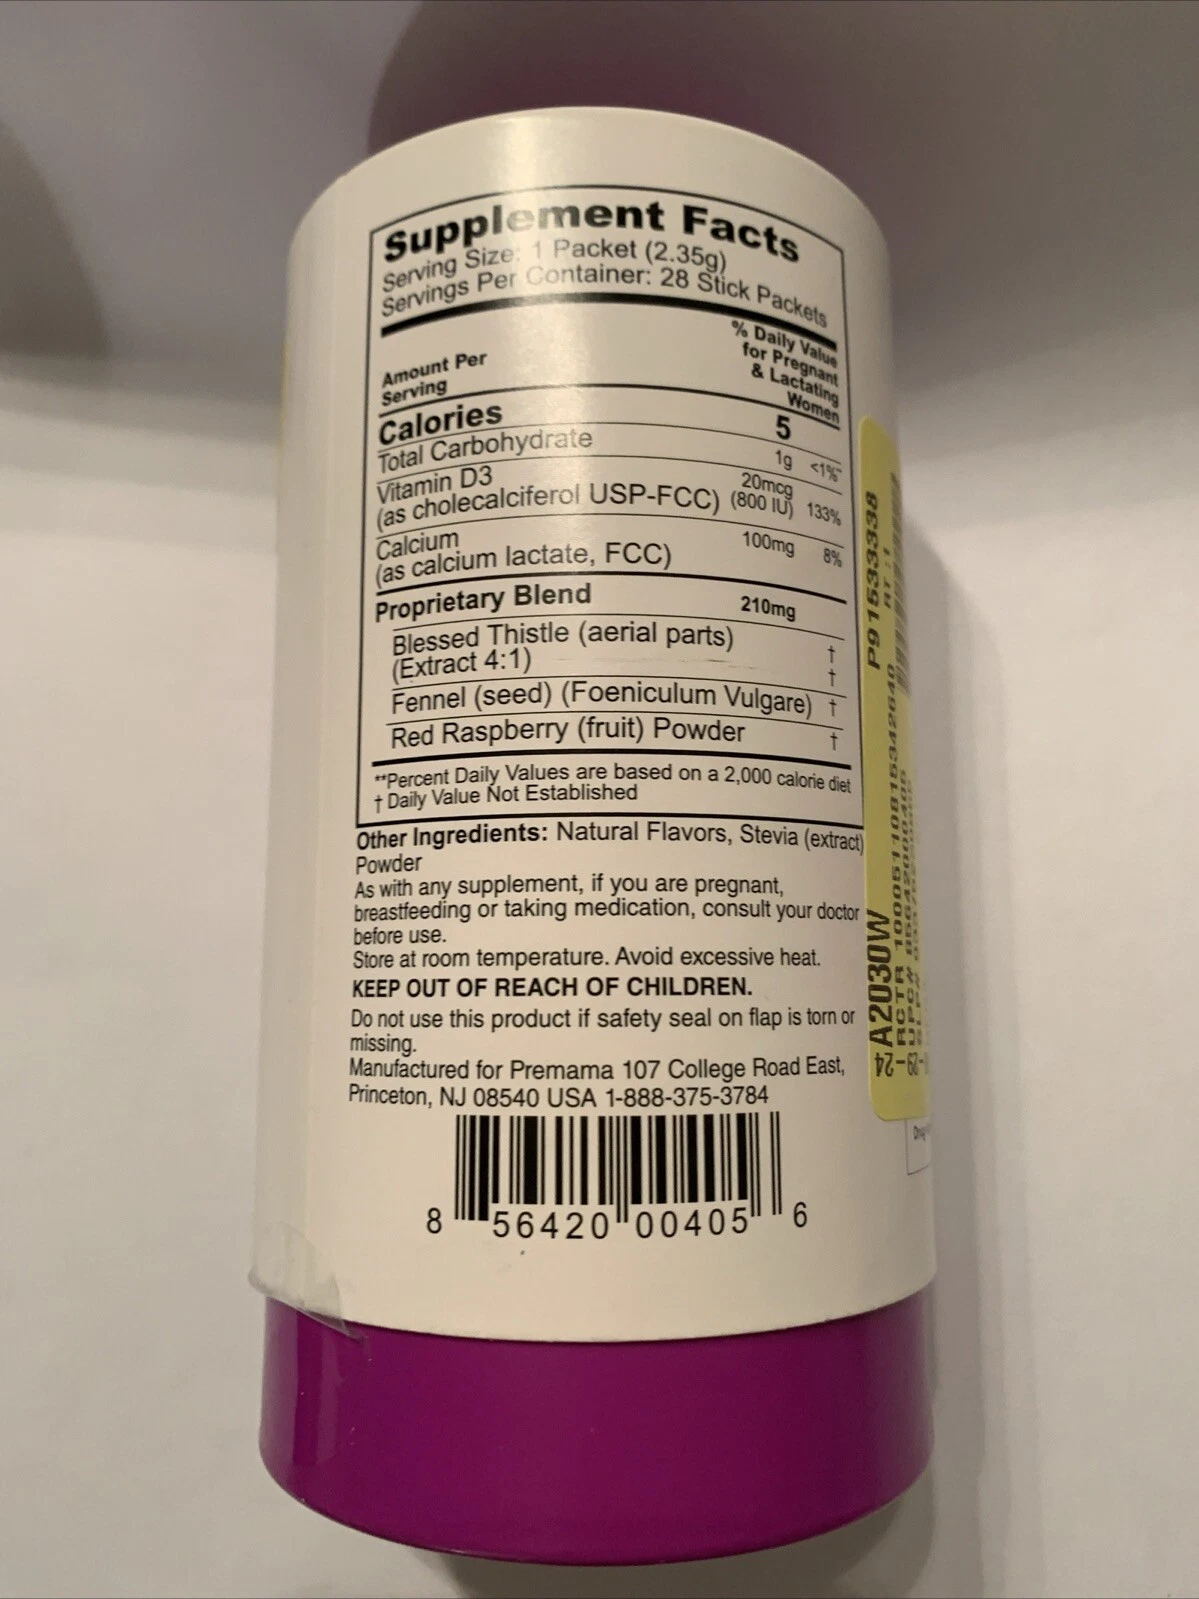 Supplement Facts
Serving Size: 1 Packet (2.35g)
Servings Per Container: 28 Stick Packets
Amount Per
Serving
% Daily Value
for Pregnant
& Lactating
Women
Calories 5
Total Carbohydrate 1g <1%**
Vitamin D3
(as cholecalciferol USP-FCC) 20mcg (800 IU) 133%
Calcium
(as calcium lactate, FCC) 100mg 8%
Proprietary Blend 210mg
Blessed Thistle (aerial parts) †
(Extract 4:1) †
Fennel (seed) (Foeniculum Vulgare) †
Red Raspberry (fruit) Powder †
**Percent Daily Values are based on a 2,000 calorie diet
† Daily Value Not Established
Other Ingredients: Natural Flavors, Stevia (extract)
Powder
As with any supplement, if you are pregnant,
breastfeeding or taking medication, consult your doctor
before use.
Store at room temperature. Avoid excessive heat.
KEEP OUT OF REACH OF CHILDREN.
Do not use this product if safety seal on flap is torn or
missing.
Manufactured for Premama 107 College Road East,
Princeton, NJ 08540 USA 1-888-375-3784
8 56420 00405 6
A2030W P91533338
RT:1
UPC# 856420004056